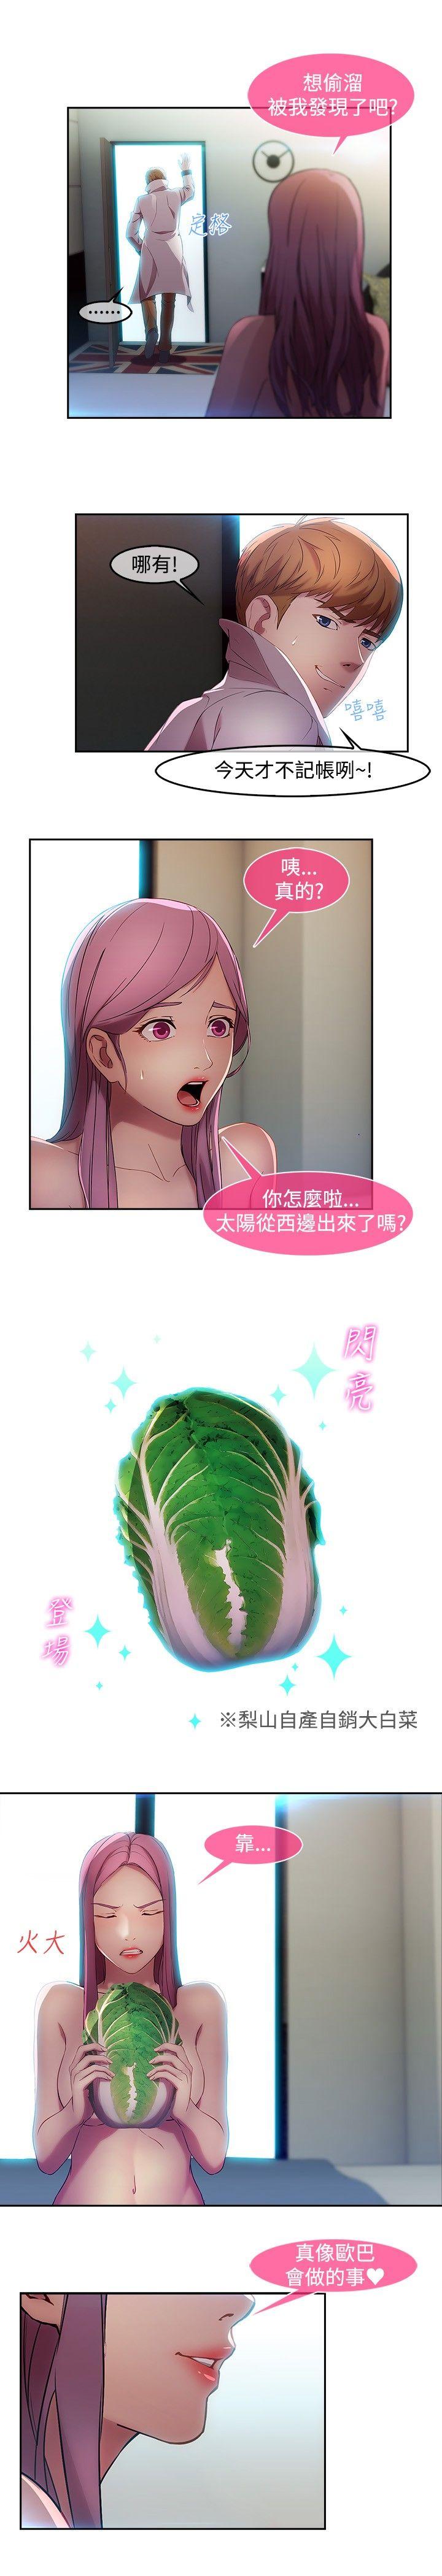 想偷溜
被我發現了吧?
定格
……
哪有!
嘻嘻
今天才不記帳咧~!
咦...
真的?
你怎麼啦...
太陽從西邊出來了嗎?
閃亮
登場
※梨山自產自銷大白菜
靠...
火大
真像歐巴
會做的事♥